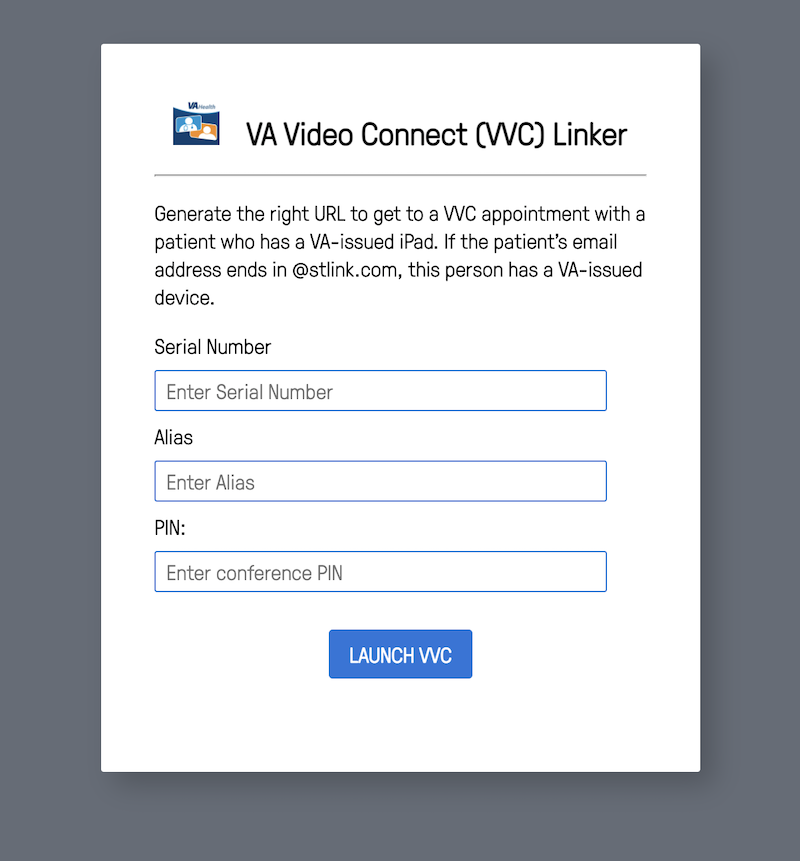 VA Health
VA Video Connect (VVC) Linker
Generate the right URL to get to a VVC appointment with a
patient who has a VA-issued iPad. If the patient's email
address ends in @stlink.com, this person has a VA-issued
device.
Serial Number
Enter Serial Number
Alias
Enter Alias
PIN:
Enter conference PIN
LAUNCH VVC